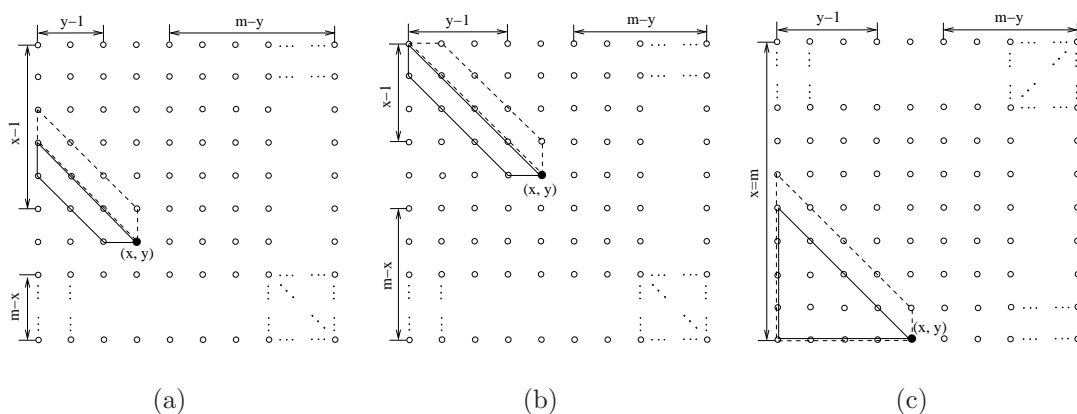 y−1 m−y
x−1
(x, y)
m−x
(a)
y−1 m−y
x−1
(x, y)
m−x
(b)
y−1 m−y
x=m
(x, y)
(c)